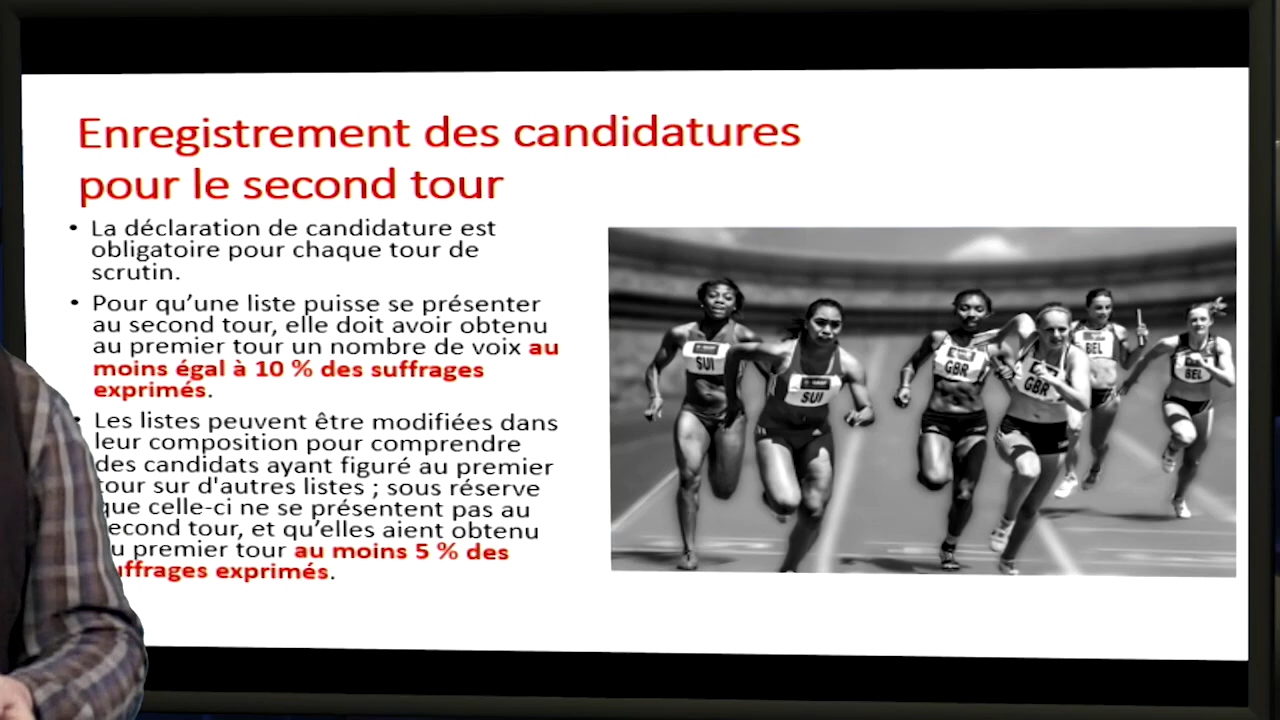 Enregistrement des candidatures
pour le second tour
• La déclaration de candidature est
obligatoire pour chaque tour de
scrutin.
• Pour qu’une liste puisse se présenter
au second tour, elle doit avoir obtenu
au premier tour un nombre de voix au
moins égal à 10 % des suffrages
exprimés.
• Les listes peuvent être modifiées dans
leur composition pour comprendre
des candidats ayant figuré au premier
tour sur d'autres listes ; sous réserve
que celle-ci ne se présentent pas au
second tour, et qu’elles aient obtenu
au premier tour au moins 5 % des
suffrages exprimés.
SUI
SUI
GBR
GBR
BEL
BEL